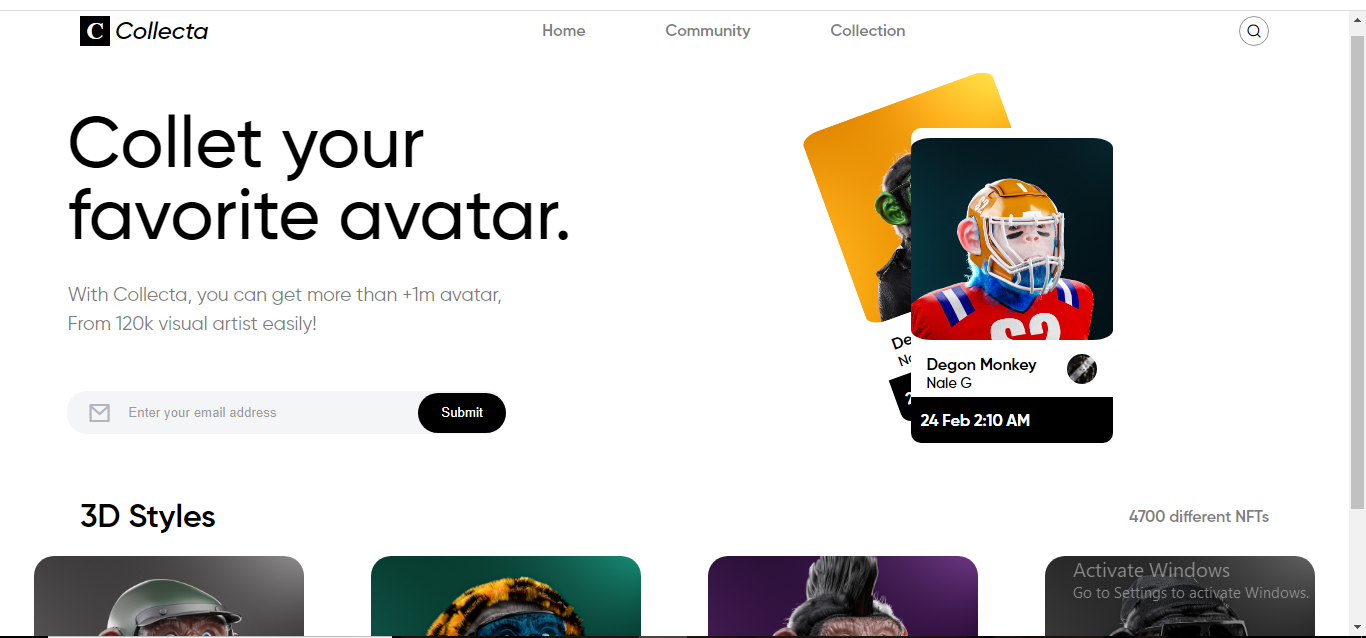 C Collecta
Home
Community
Collection
Collet your
favorite avatar.
With Collecta, you can get more than +1m avatar,
From 120k visual artist easily!
Enter your email address
Submit
De
62
Degon Monkey
Nale G
24 Feb 2:10 AM
3D Styles
4700 different NFTs
Activate Windows
Go to Settings to activate Windows.